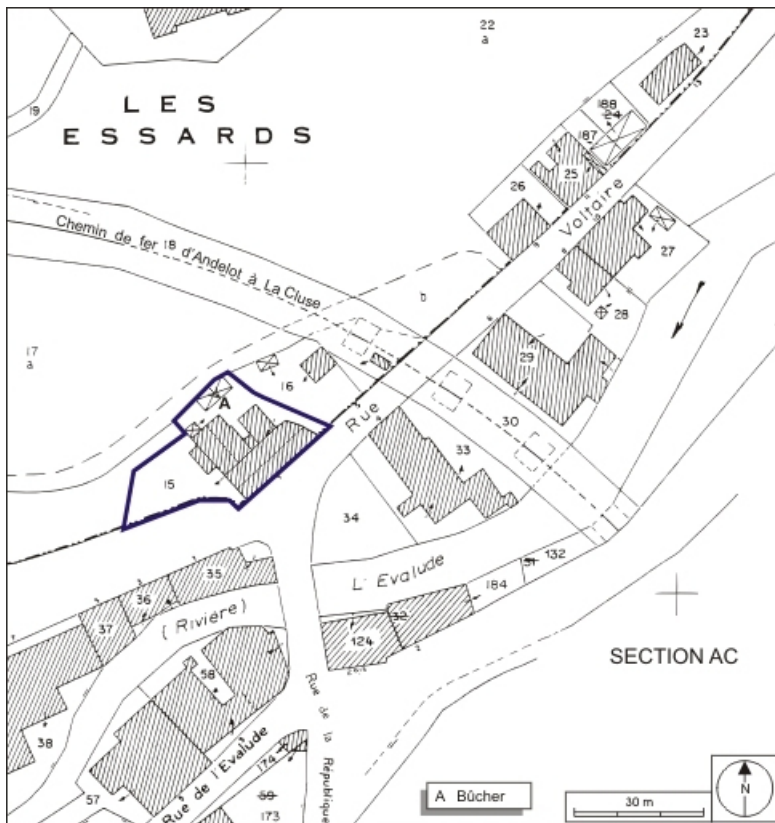 22
a
23
LES
ESSARDS
19
188
24
187
25
26
Voltaire
27
Chemin de fer 18 d'Andelot à La Cluse
b
28
17
a
16
29
A
30
Rue
33
15
34
L'Evalude
31 132
184
35
36
37
(Rivière)
32
124
SECTION AC
58
Rue de la République
38
Rue de l'Evalude
174
57
59
173
A Bûcher
30 m
N